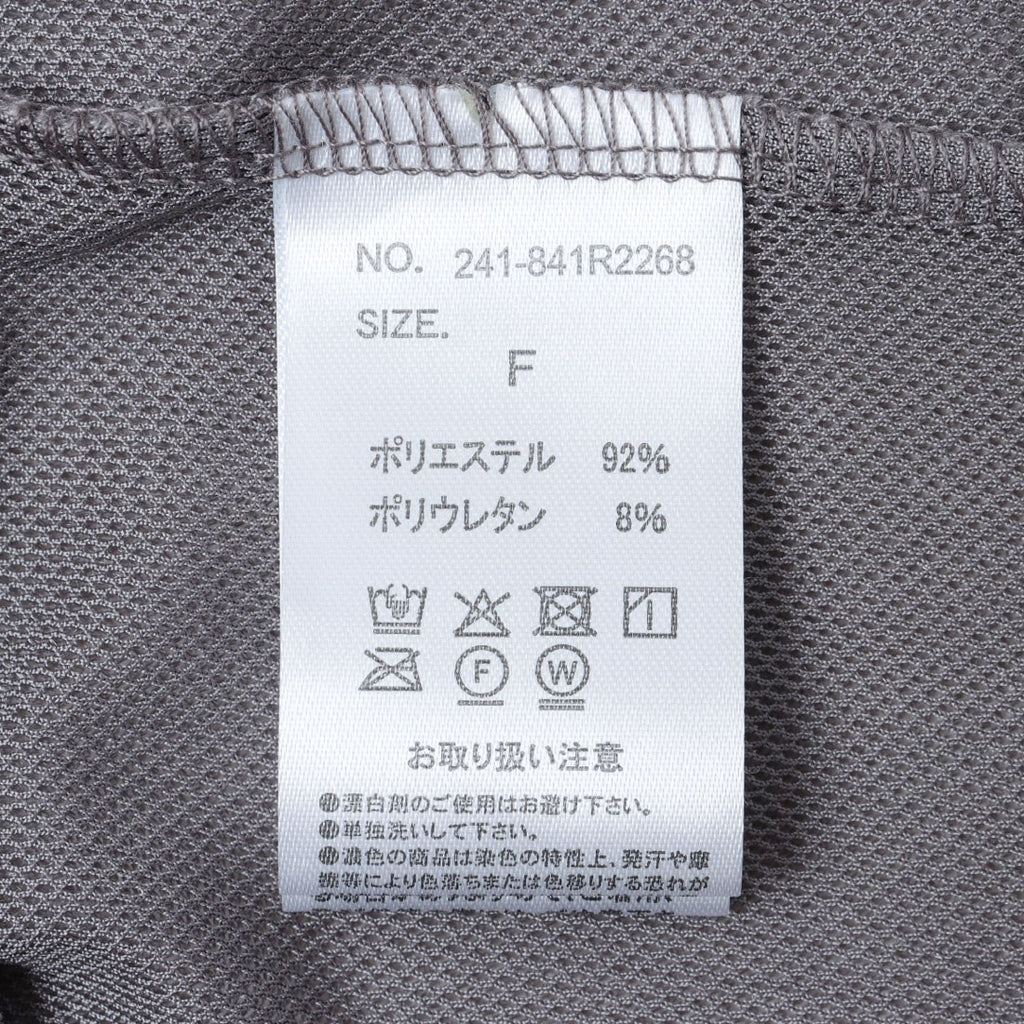 NO. 241-841R2268
SIZE.
F
ポリエステル 92%
ポリウレタン 8%
F W
お取り扱い注意
●漂白剤のご使用はお避け下さい。
●単独洗いして下さい。
●濃色の商品は染色の特性上、発汗や摩
擦等により色落ちまたは色移りする恐れが